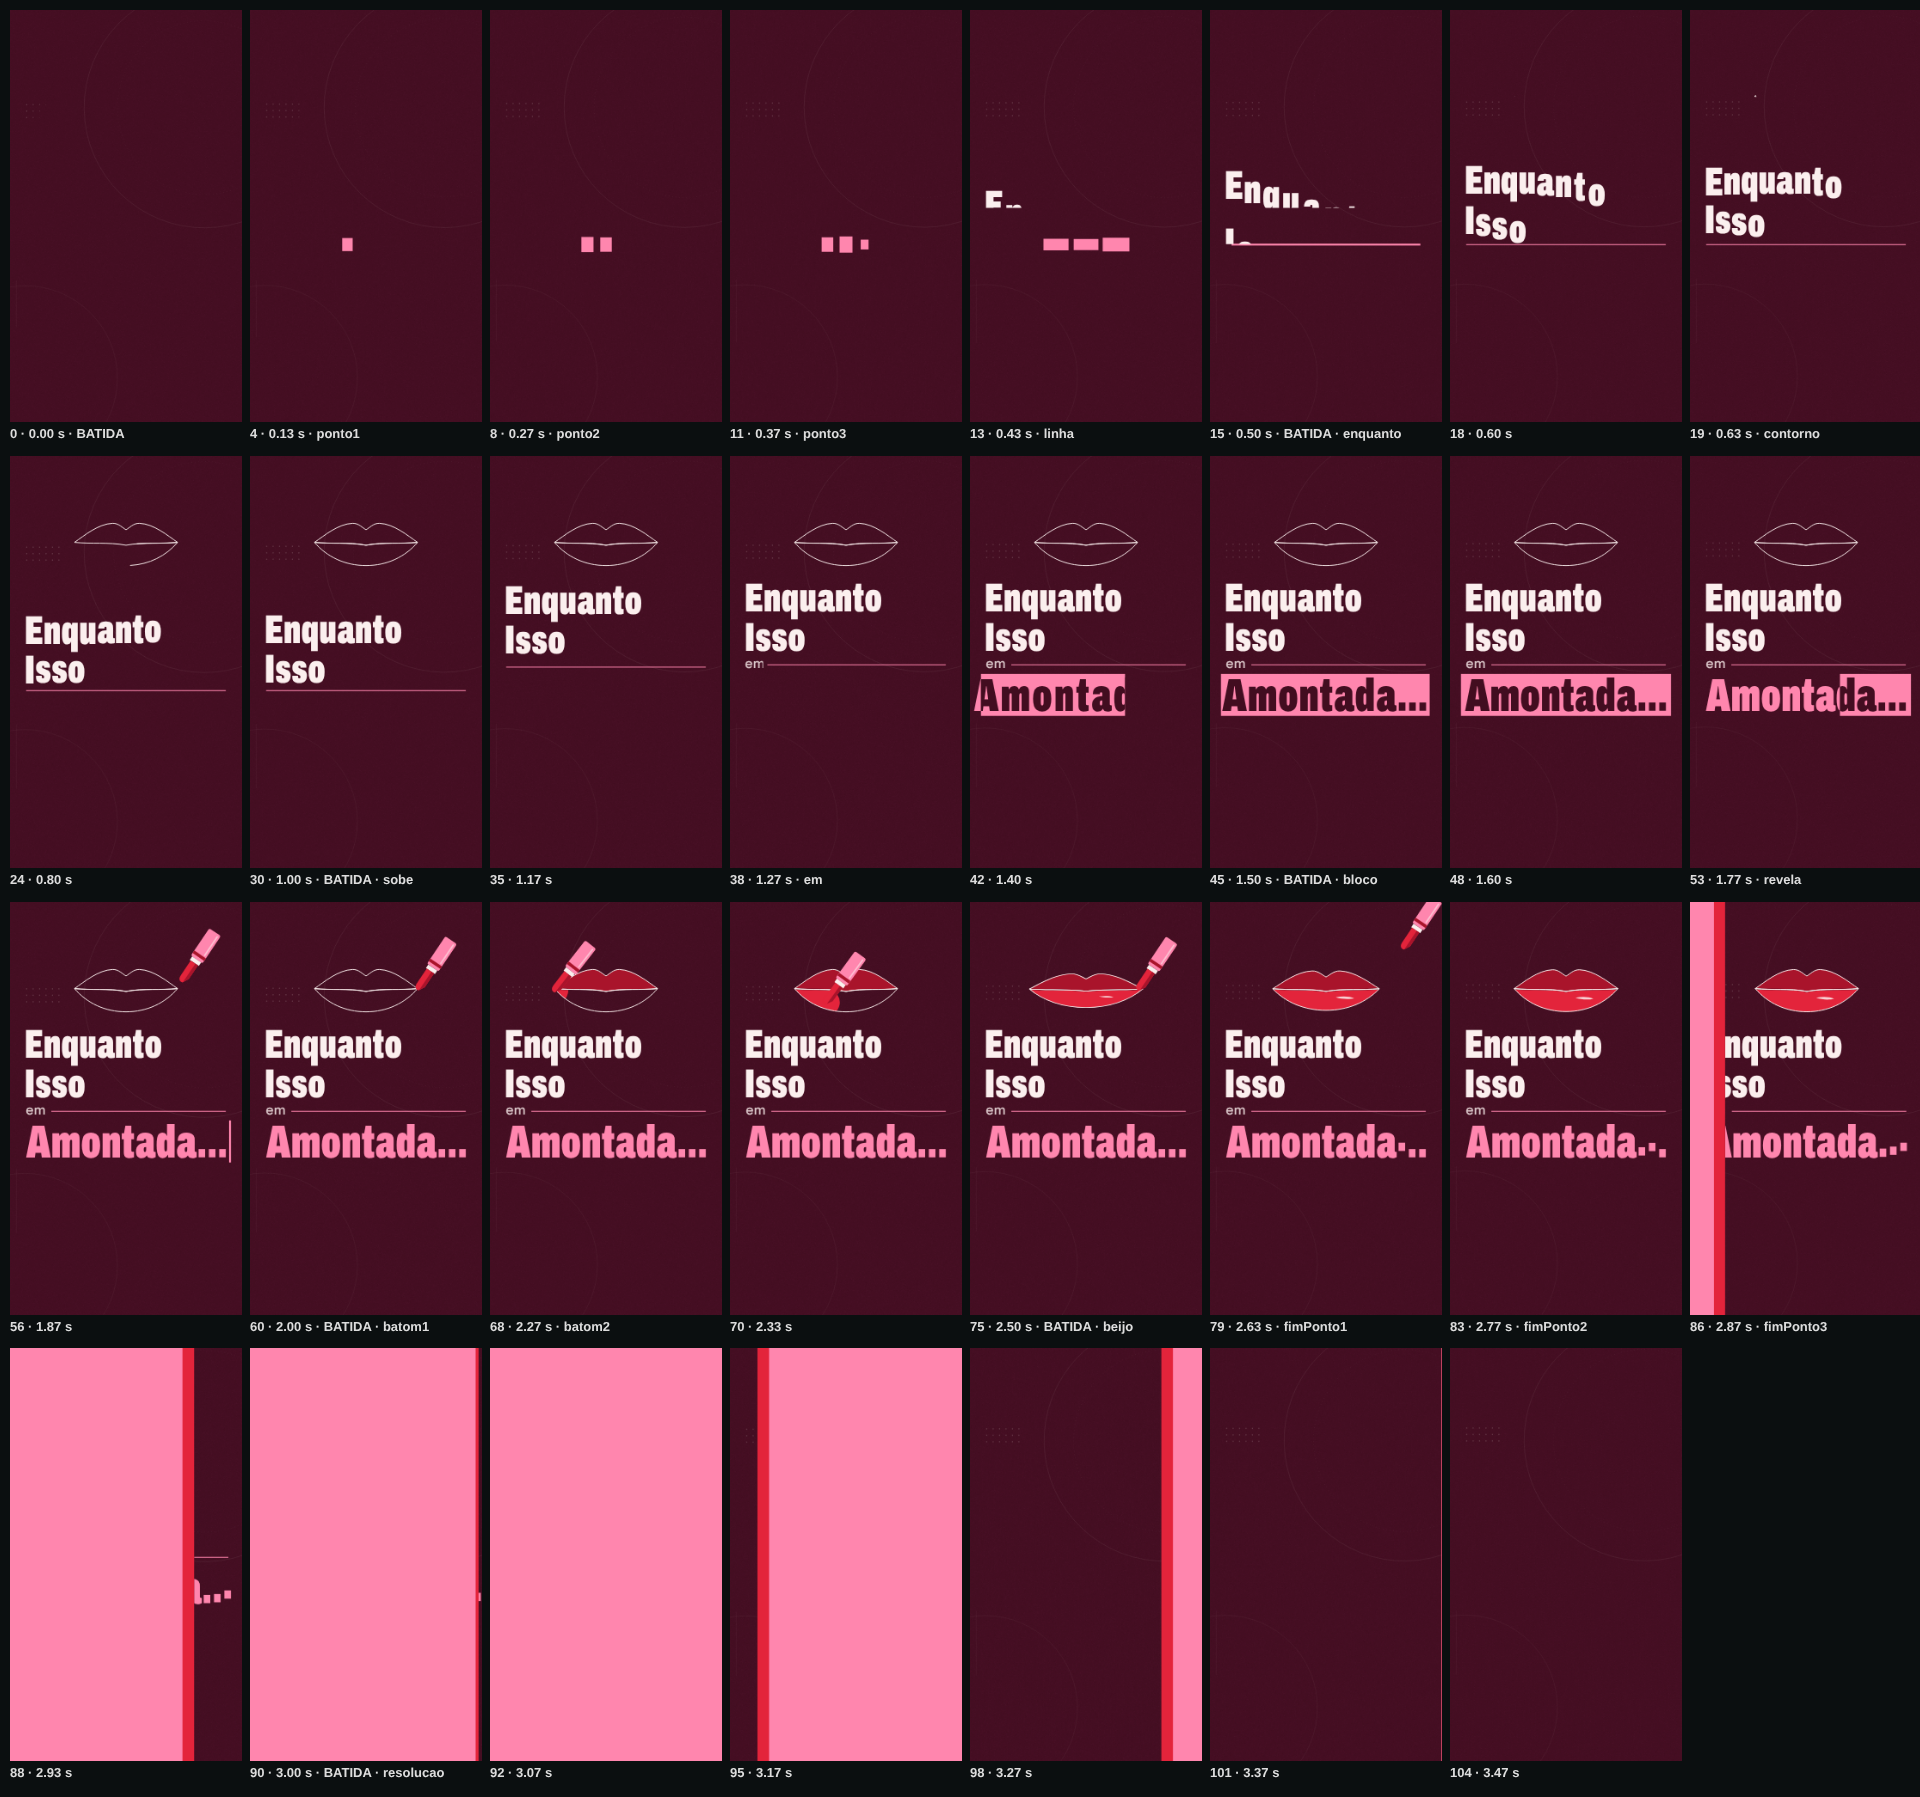 En
Enqua
I
Enquanto
Isso
Enquanto
Isso
0 · 0.00 s · BATIDA
4 · 0.13 s · ponto1
8 · 0.27 s · ponto2
11 · 0.37 s · ponto3
13 · 0.43 s · linha
15 · 0.50 s · BATIDA · enquanto
18 · 0.60 s
19 · 0.63 s · contorno
Enquanto
Isso
Enquanto
Isso
Enquanto
Isso
Enquanto
Isso
em
Enquanto
Isso
em
Amontad
Enquanto
Isso
em
Amontada...
Enquanto
Isso
em
Amontada...
Enquanto
Isso
em
Amontada...
24 · 0.80 s
30 · 1.00 s · BATIDA · sobe
35 · 1.17 s
38 · 1.27 s · em
42 · 1.40 s
45 · 1.50 s · BATIDA · bloco
48 · 1.60 s
53 · 1.77 s · revela
Enquanto
Isso
em
Amontada...
Enquanto
Isso
em
Amontada...
Enquanto
Isso
em
Amontada...
Enquanto
Isso
em
Amontada...
Enquanto
Isso
em
Amontada...
Enquanto
Isso
em
Amontada...
Enquanto
Isso
em
Amontada...
nquanto
sso
Amontada...
56 · 1.87 s
60 · 2.00 s · BATIDA · batom1
68 · 2.27 s · batom2
70 · 2.33 s
75 · 2.50 s · BATIDA · beijo
79 · 2.63 s · fimPonto1
83 · 2.77 s · fimPonto2
86 · 2.87 s · fimPonto3
a...
88 · 2.93 s
90 · 3.00 s · BATIDA · resolucao
92 · 3.07 s
95 · 3.17 s
98 · 3.27 s
101 · 3.37 s
104 · 3.47 s